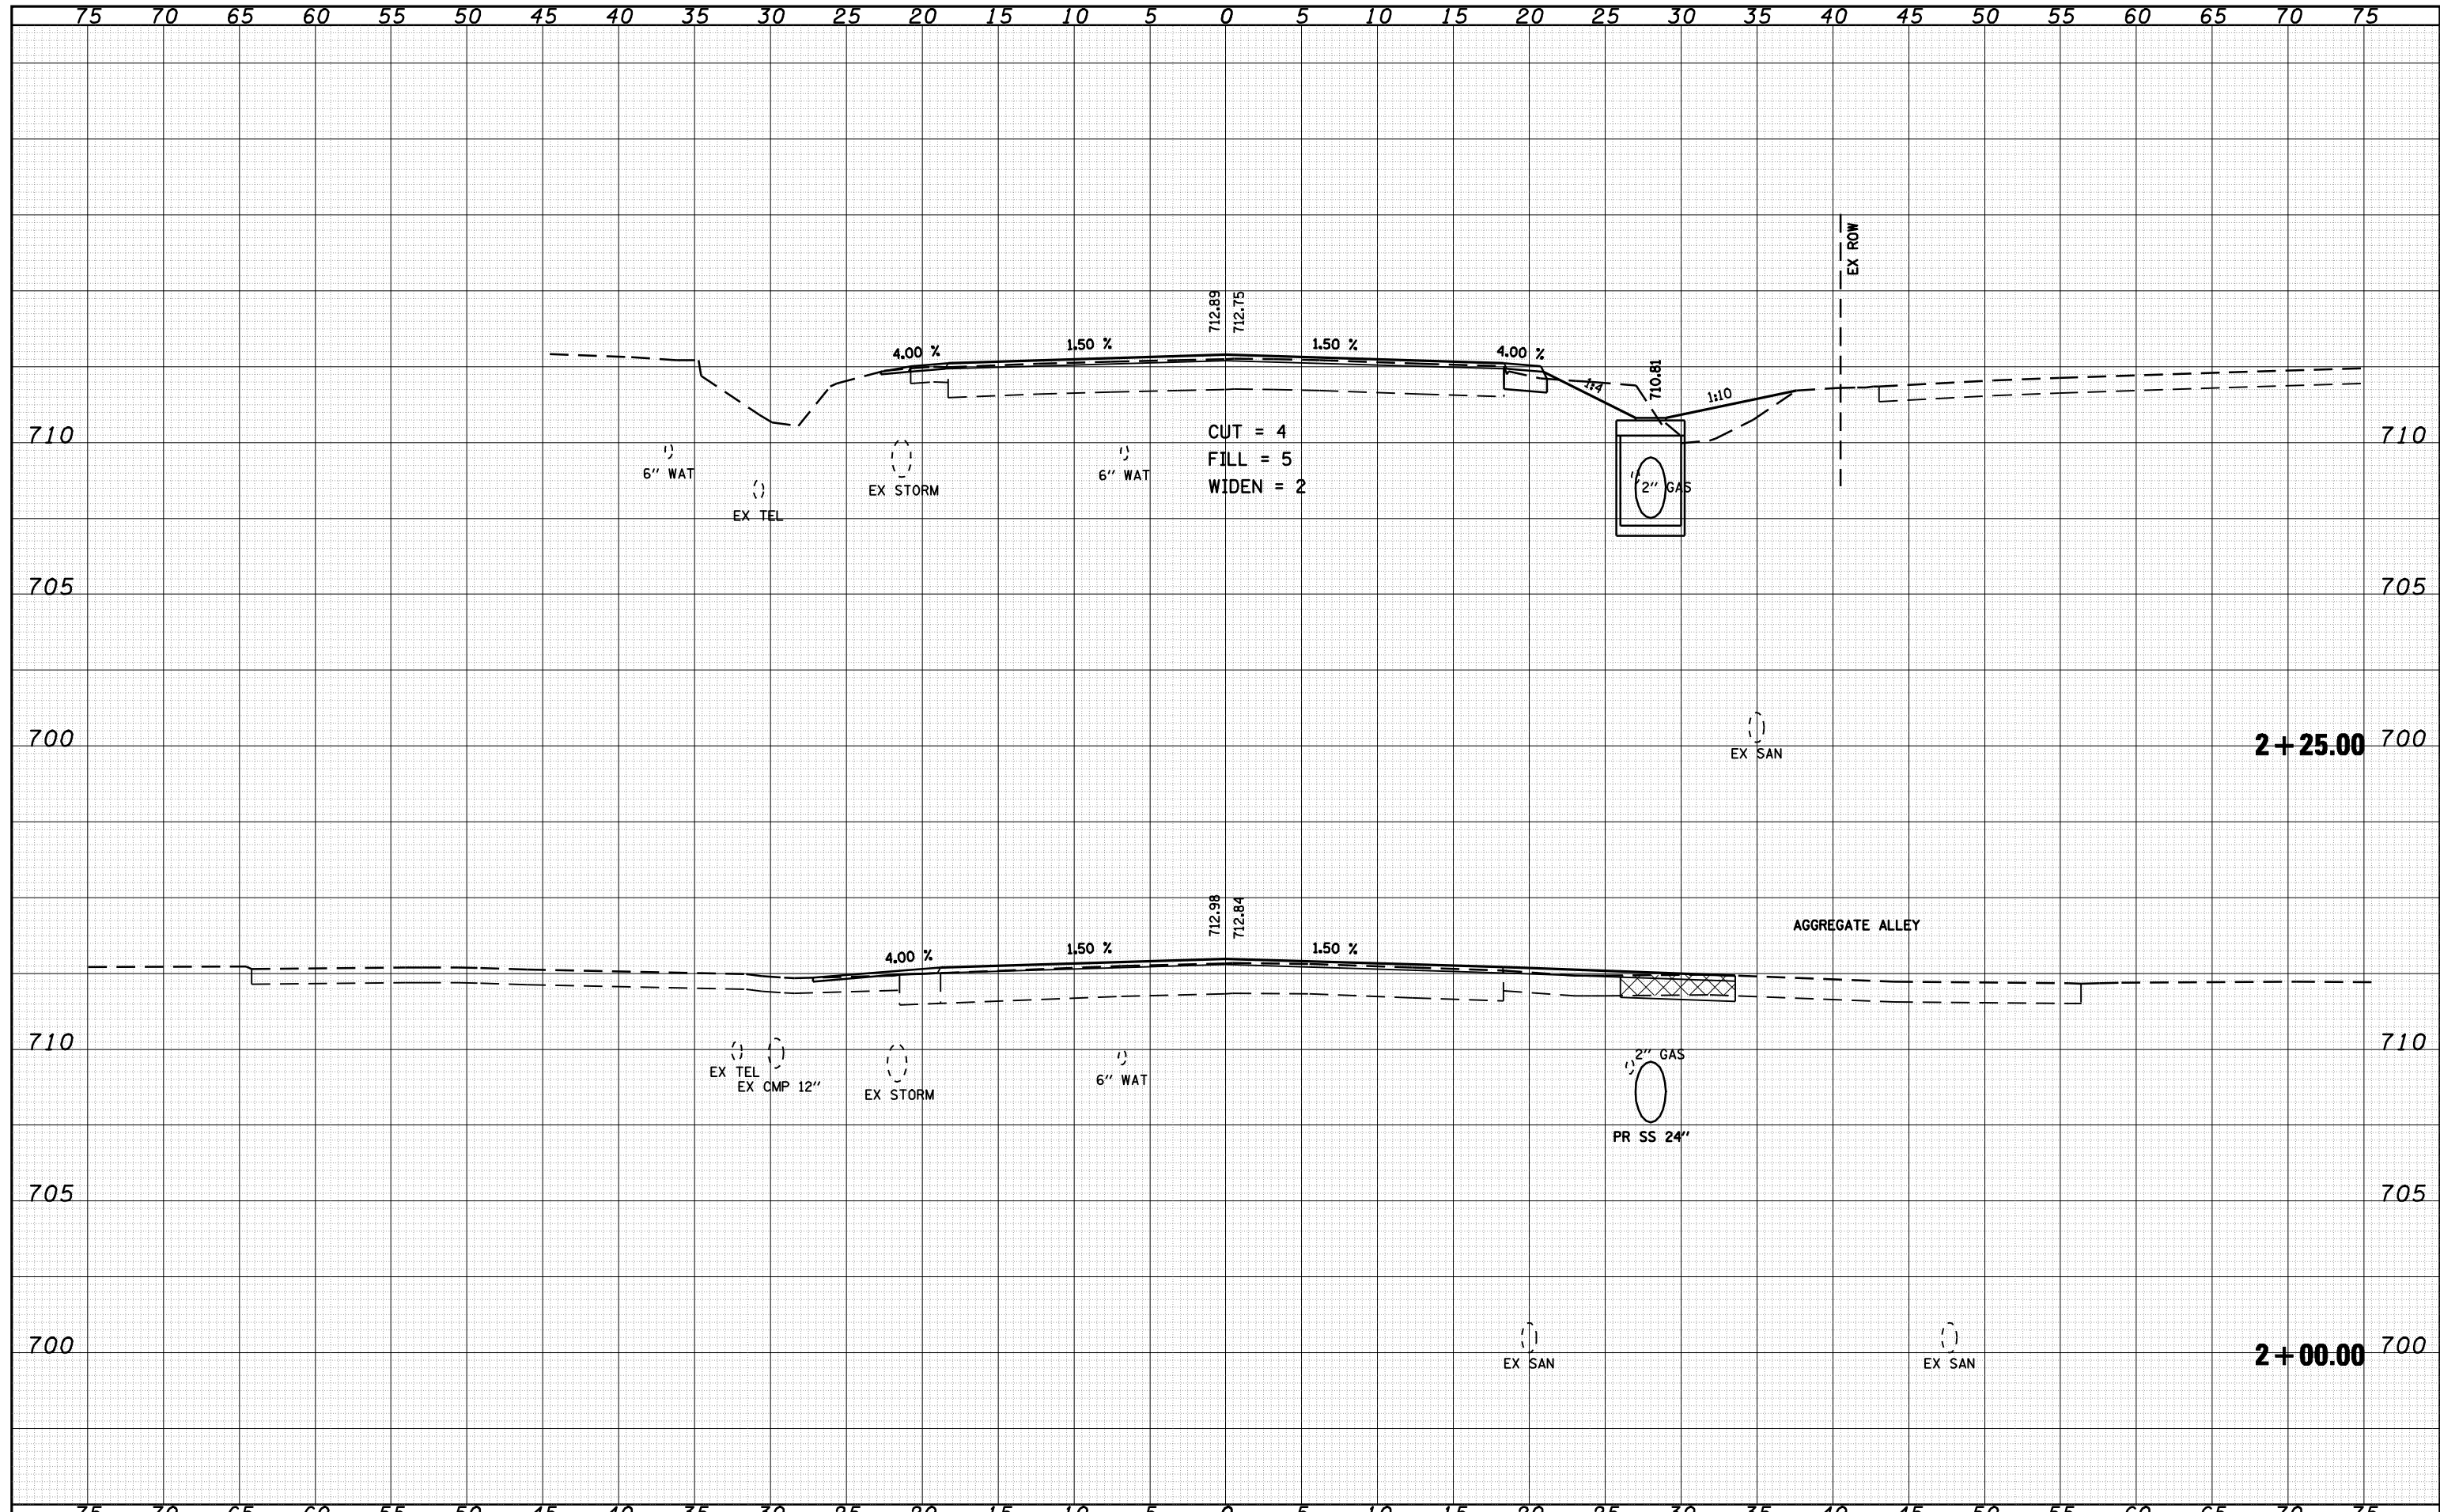 75 70 65 60 55 50 45 40 35 30 25 20 15 10 5 0 5 10 15 20 25 30 35 40 45 50 55 60 65 70 75
EX ROW
712.89
712.75
4.00 %
1.50 %
1.50 %
4.00 %
1:4
710.81
1:10
710
CUT = 4
FILL = 5
WIDEN = 2
710
6" WAT
EX TEL
EX STORM
6" WAT
2" GAS
705
705
700
EX SAN
2+25.00
700
712.98
712.84
AGGREGATE ALLEY
4.00 %
1.50 %
1.50 %
710
710
EX TEL
EX CMP 12"
EX STORM
6" WAT
2" GAS
PR SS 24"
705
705
700
EX SAN
EX SAN
2+00.00
700
75 70 65 60 55 50 45 40 35 30 25 20 15 10 5 0 5 10 15 20 25 30 35 40 45 50 55 60 65 70 75